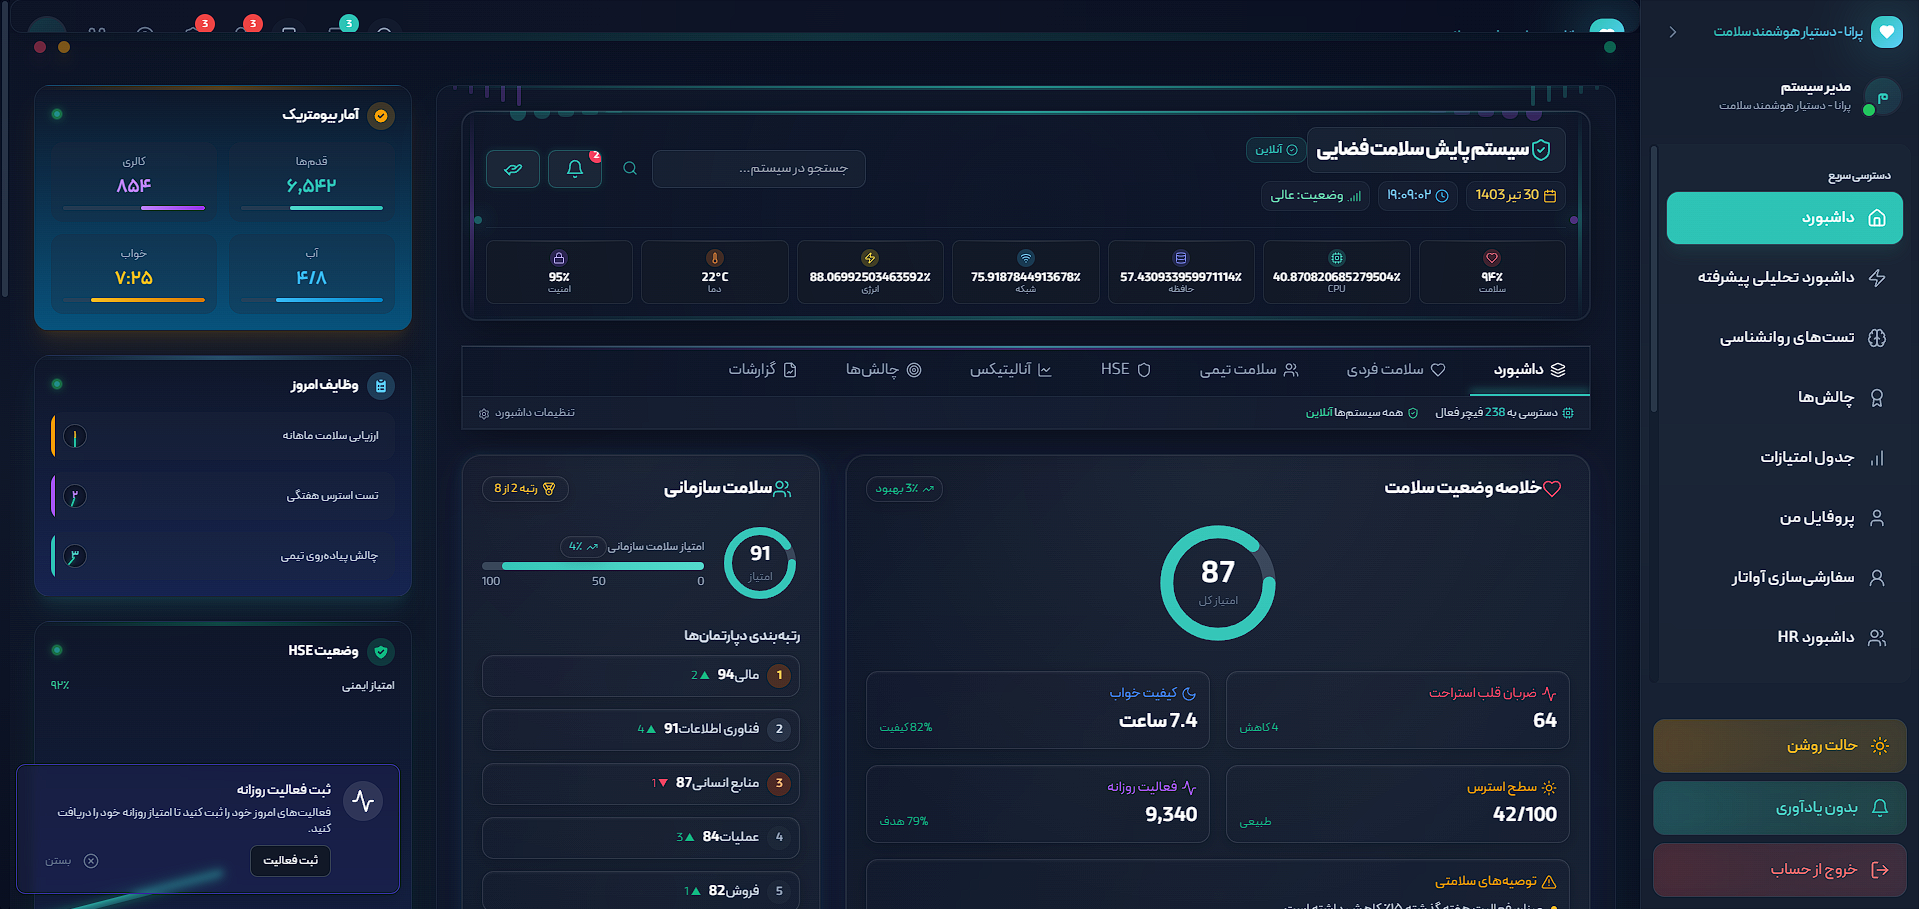 پرانا - دستیار هوشمند سلامت
مدیر سیستم
پرانا - دستیار هوشمند سلامت
م
دسترسی سریع
داشبورد
داشبورد تحلیلی پیشرفته
تست‌های روانشناسی
چالش‌ها
جدول امتیازات
پروفایل من
سفارشی‌سازی آواتار
داشبورد HR
حالت روشن
بدون یادآوری
خروج از حساب
3
3
3
سیستم پایش سلامت فضایی
آنلاین
30 تیر 1403
۱۹:۰۹:۰۲
وضعیت: عالی
جستجو در سیستم...
2
۹۴٪
سلامت
40.87082068527950٤٪
CPU
57.430933959971114٪
حافظه
75.9187844913678٪
شبکه
88.06992503463592٪
انرژی
22°C
دما
95٪
امنیت
داشبورد
سلامت فردی
سلامت تیمی
HSE
آنالیتیکس
چالش‌ها
گزارشات
دسترسی به 238 فیچر فعال
همه سیستم‌ها آنلاین
تنظیمات داشبورد
خلاصه وضعیت سلامت
3٪ بهبود
87
امتیاز کل
ضربان قلب استراحت
64
4 کاهش
کیفیت خواب
7.4 ساعت
82% کیفیت
سطح استرس
42/100
طبیعی
فعالیت روزانه
9,340
79% هدف
توصیه‌های سلامتی
سلامت سازمانی
رتبه 2 از 8
91
امتیاز
امتیاز سلامت سازمانی
4٪
0
50
100
رتبه‌بندی دپارتمان‌ها
1 مالی 94 ▲ 2
2 فناوری اطلاعات 91 ▲ 4
3 منابع انسانی 87 ▼ 1
4 عملیات 84 ▲ 3
5 فروش 82 ▲ 1
آمار بیومتریک
قدم‌ها
۶,۵۴۲
کالری
۸۵۴
آب
۴/۸
خواب
۷:۲۵
وظایف امروز
۱
ارزیابی سلامت ماهانه
۲
تست استرس هفتگی
۳
چالش پیاده‌روی تیمی
وضعیت HSE
امتیاز ایمنی
۹۲٪
ثبت فعالیت روزانه
فعالیت‌های امروز خود را ثبت کنید تا امتیاز روزانه خود را دریافت
کنید.
ثبت فعالیت
بستن